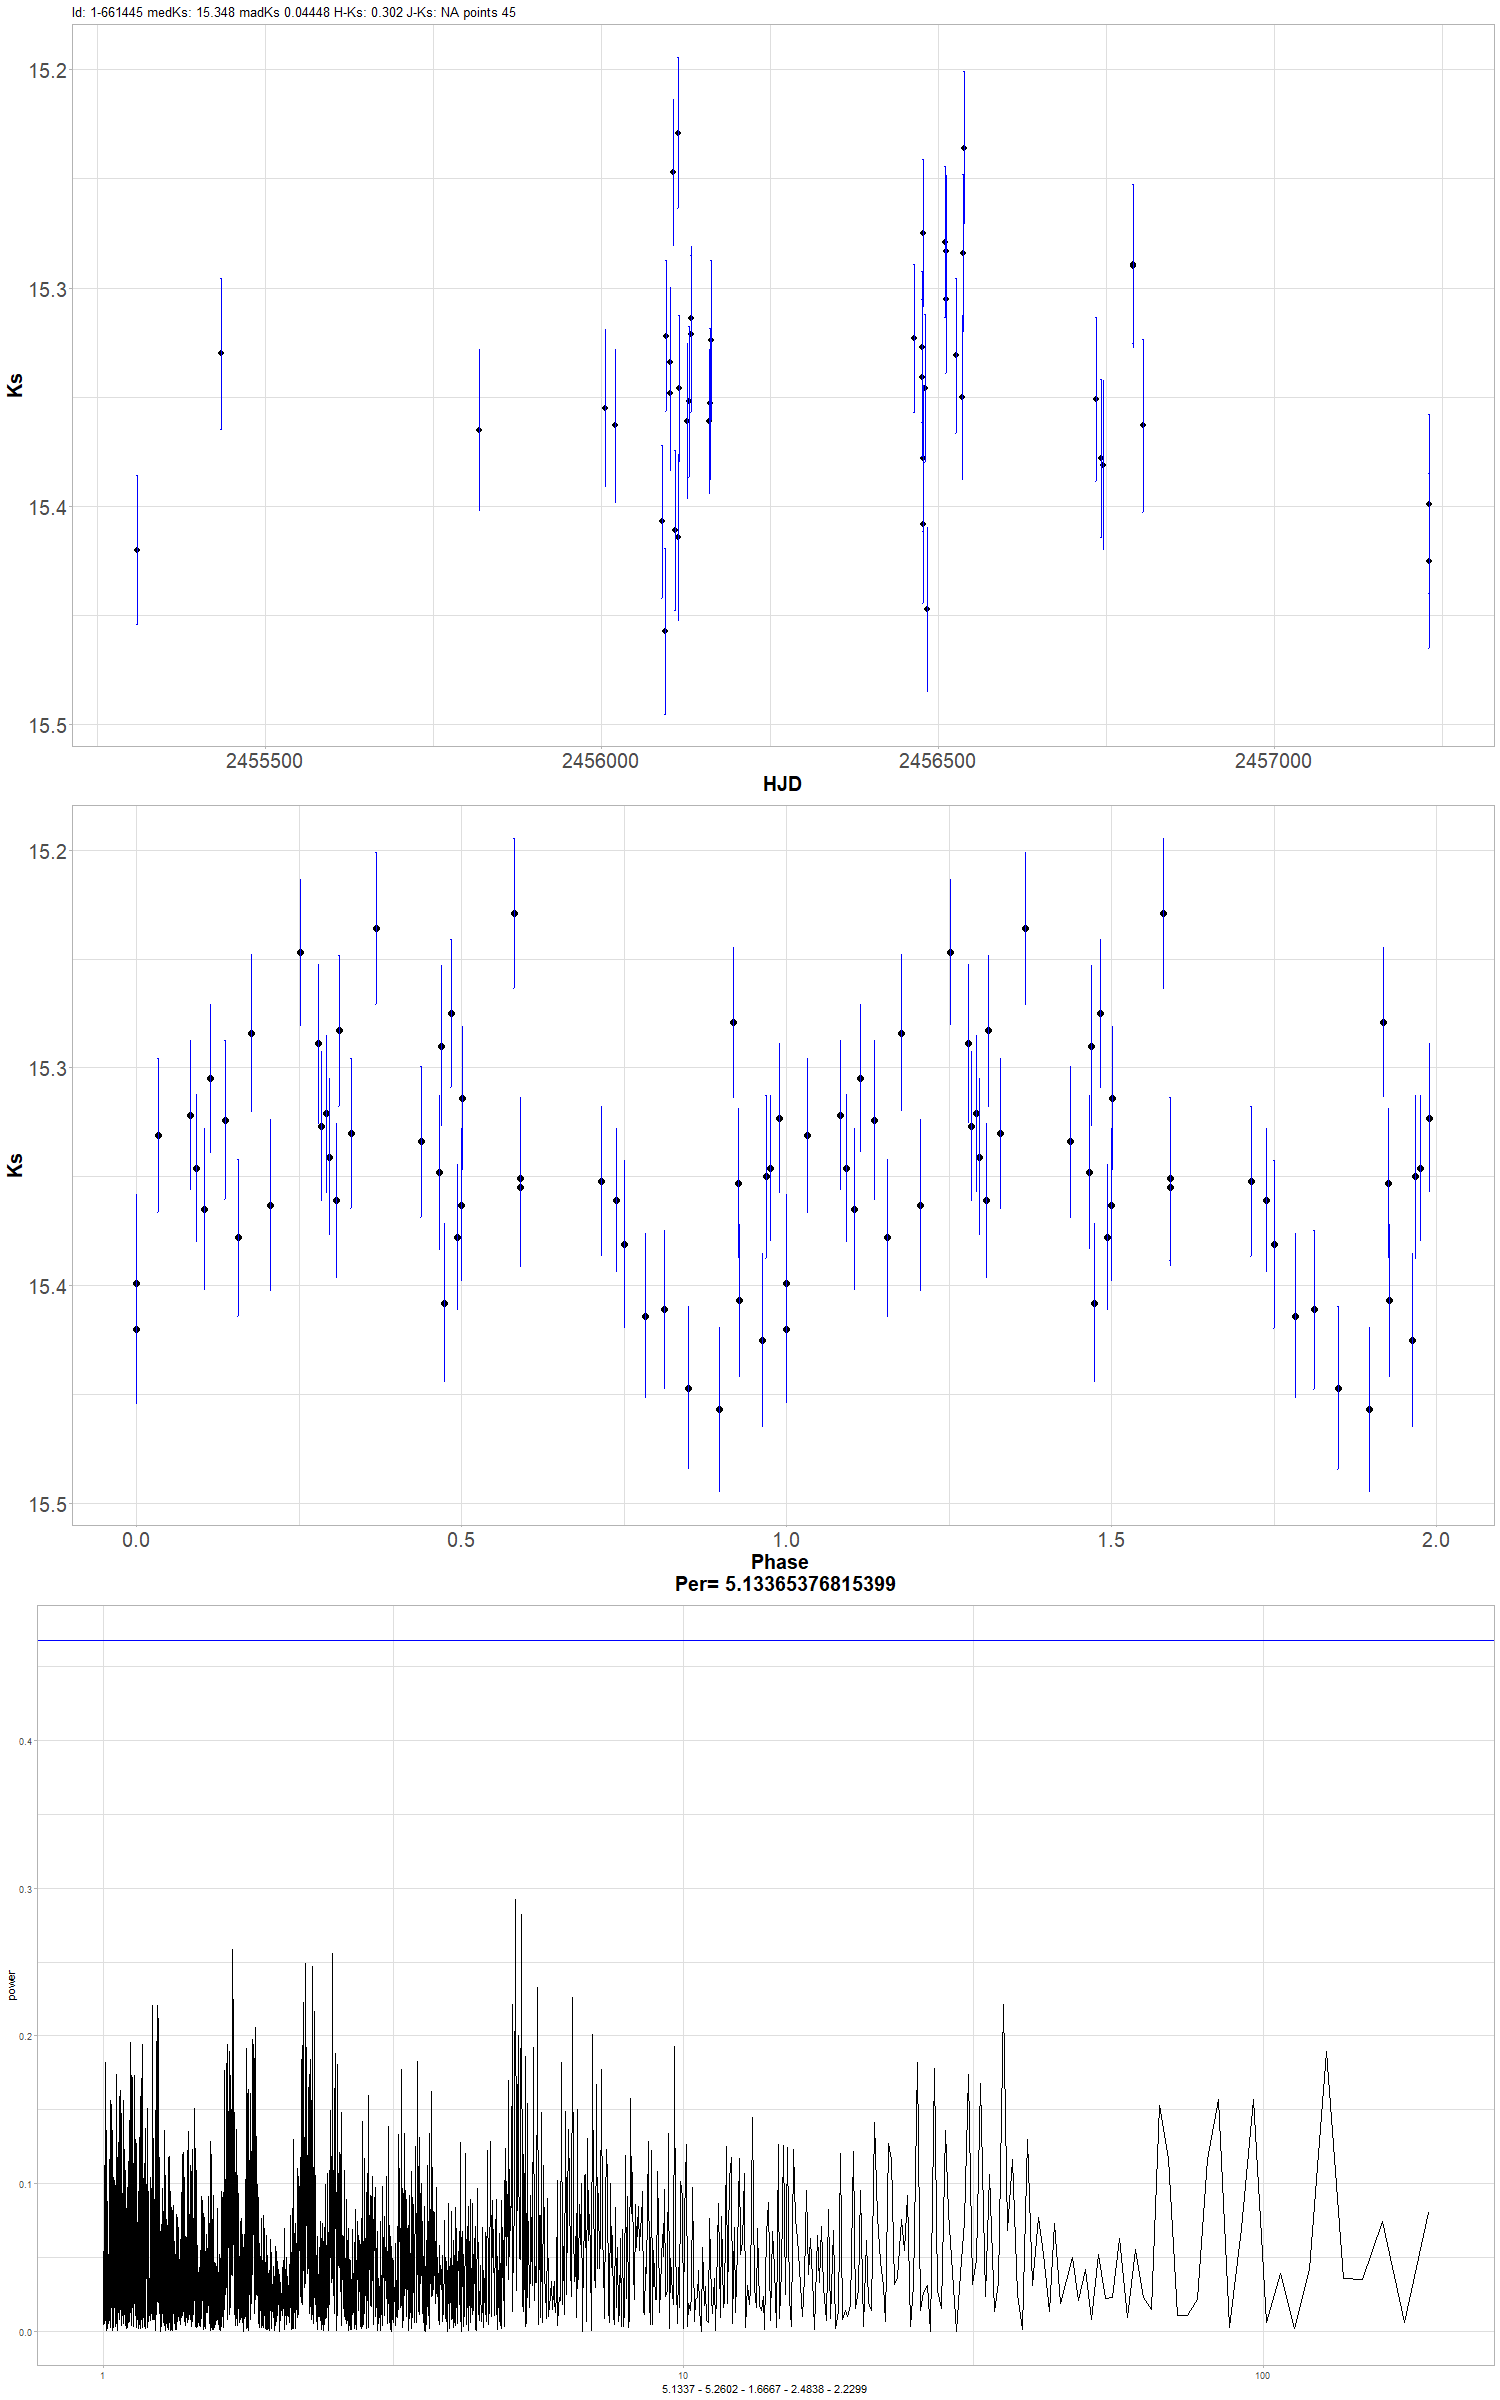 Id: 1-661445 medKs: 15.348 madKs 0.04448 H-Ks: 0.302 J-Ks: NA points 45
15.2
15.3
15.4
15.5
Ks
2455500 2456000 2456500 2457000
HJD
15.2
15.3
15.4
15.5
Ks
0.0 0.5 1.0 1.5 2.0
Phase
Per= 5.13365376815399
0.4
0.3
0.2
0.1
0.0
power
1 10 100
5.1337 - 5.2602 - 1.6667 - 2.4838 - 2.2299